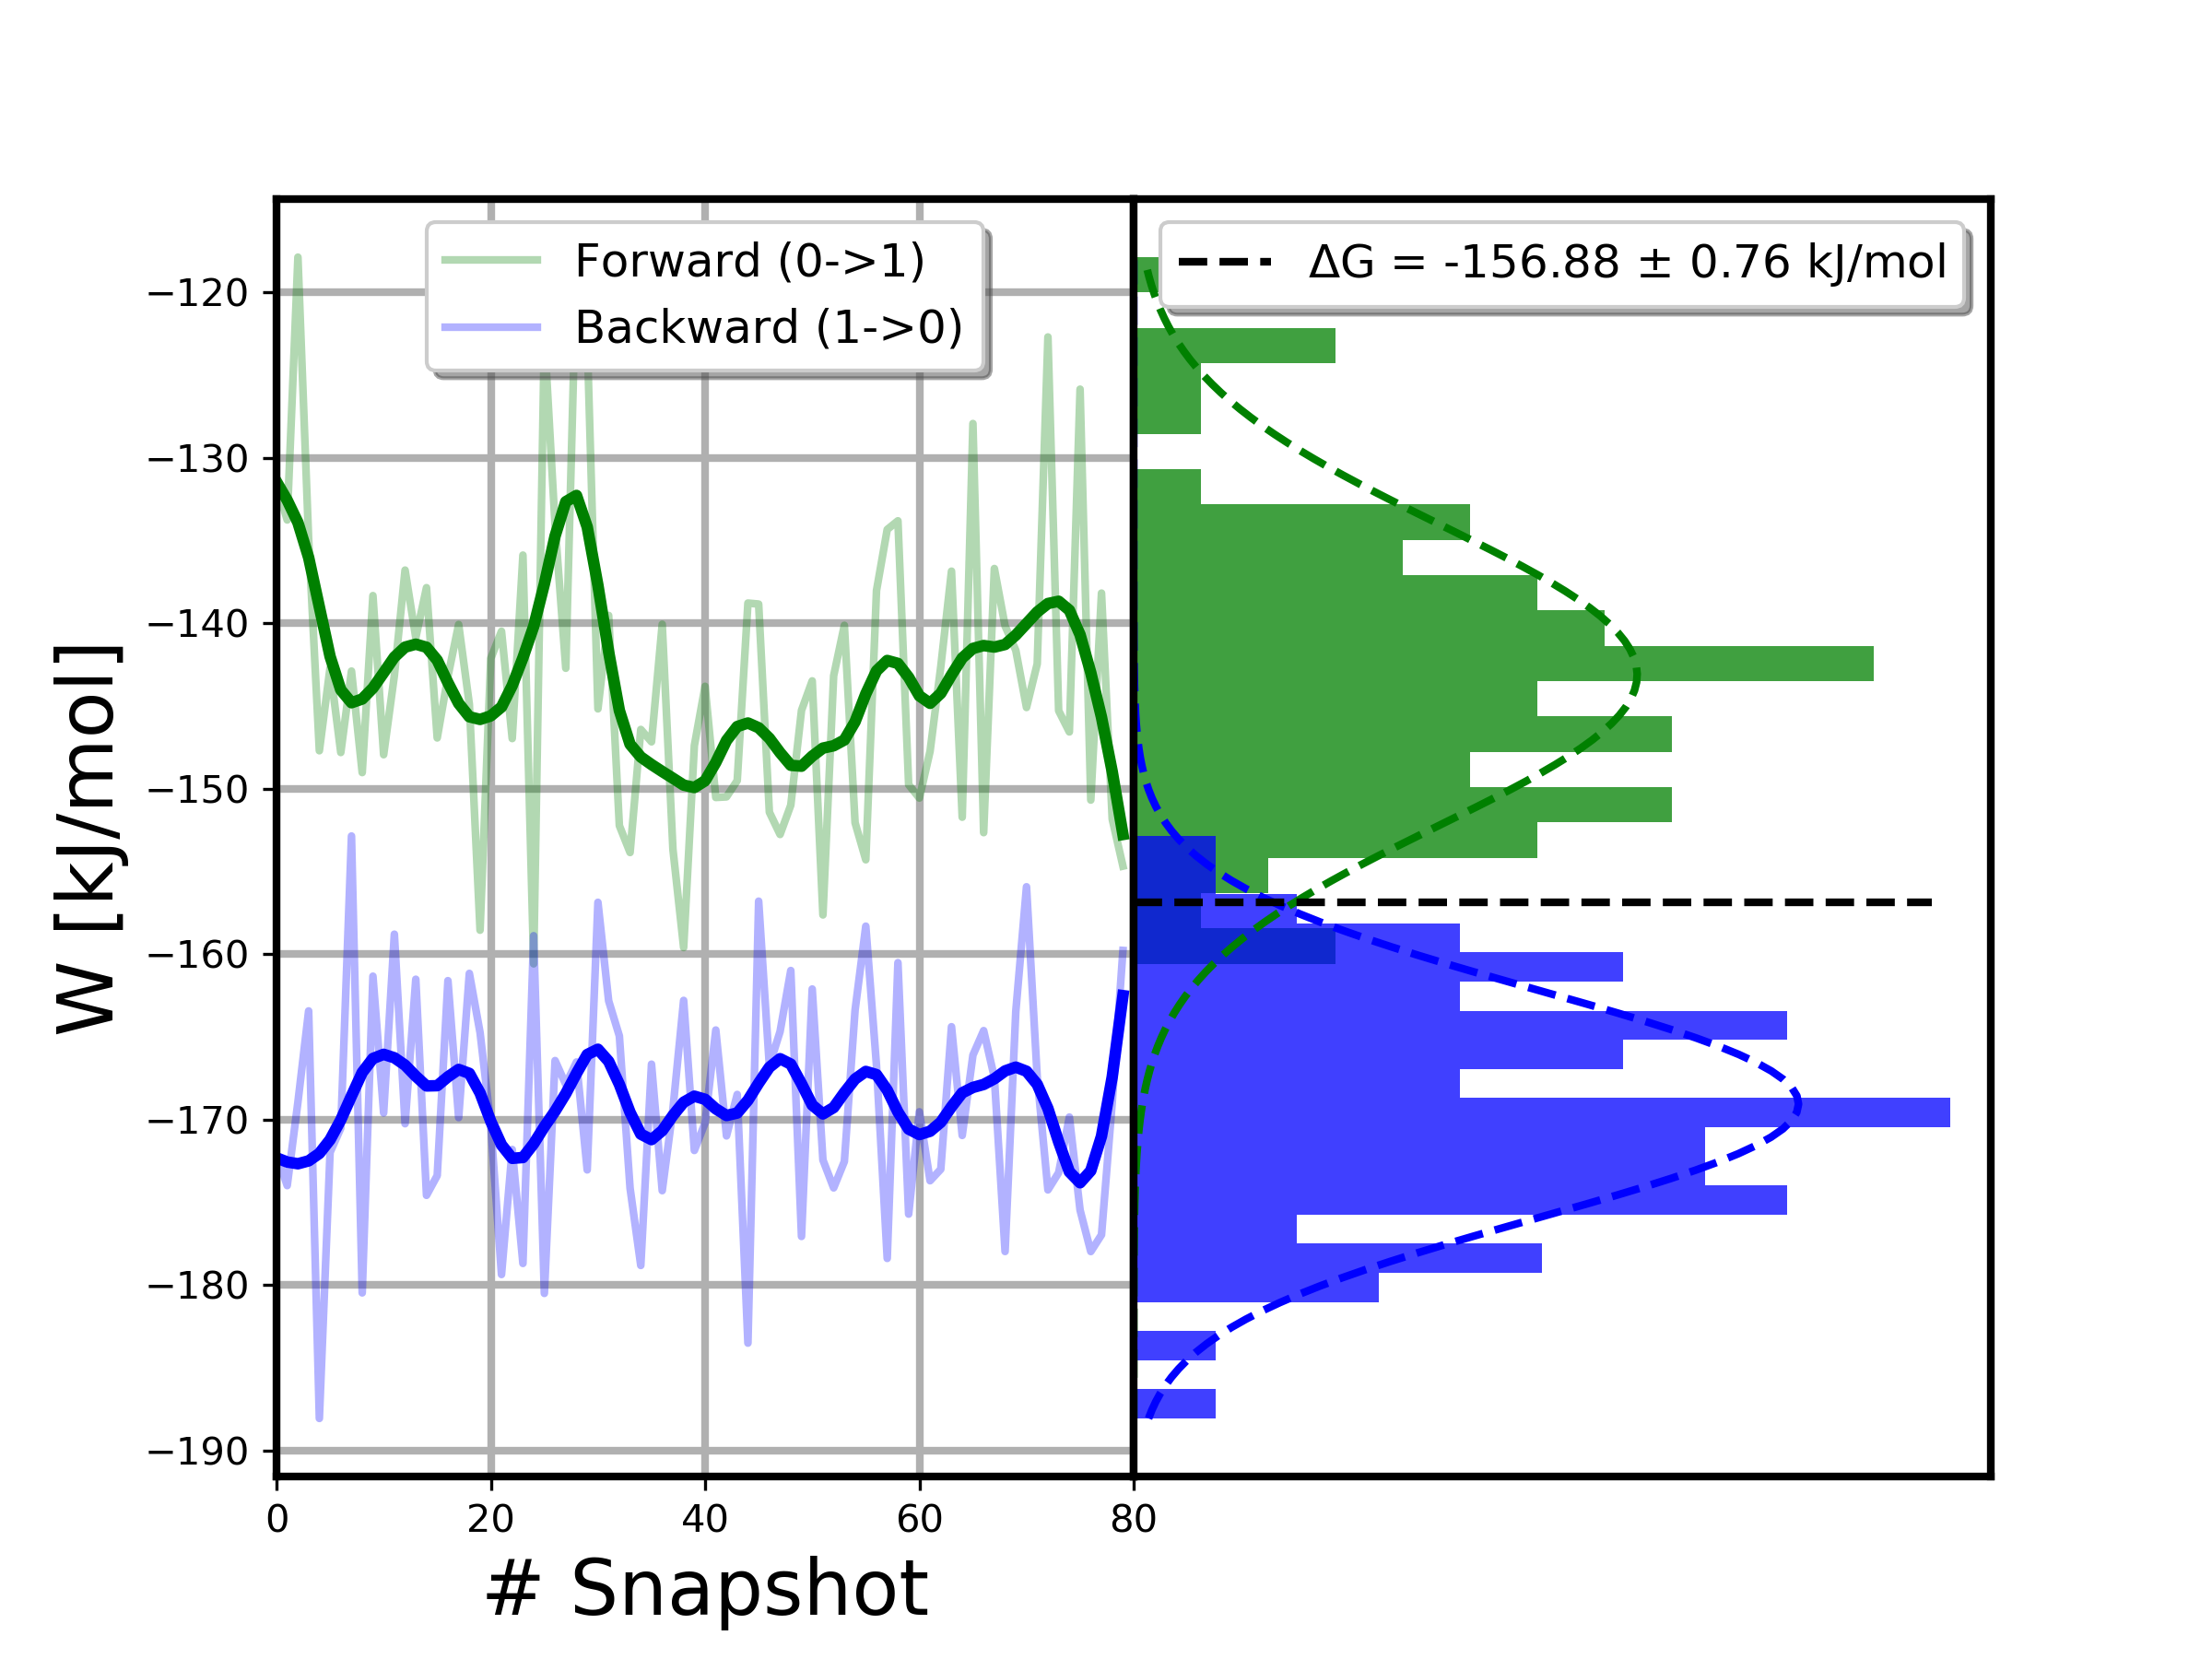 Forward (0->1)
Backward (1->0)
ΔG = -156.88 ± 0.76 kJ/mol
−120
−130
−140
−150
−160
−170
−180
−190
W [kJ/mol]
0 20 40 60 80
# Snapshot